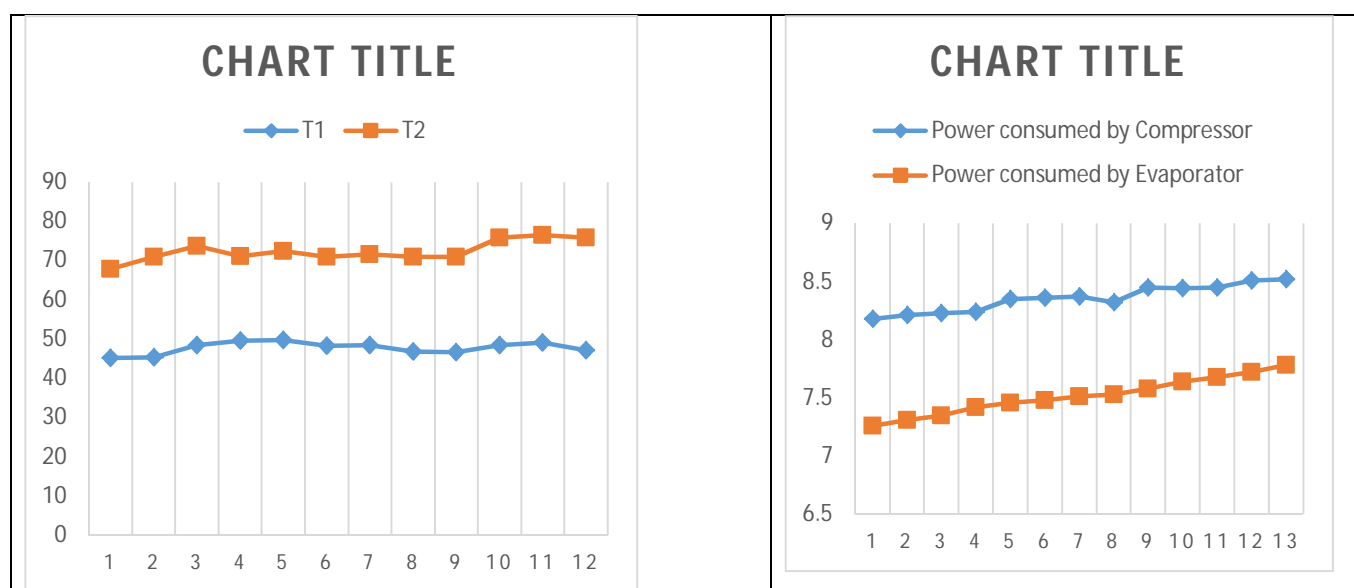 CHART TITLE
T1 T2
90
80
70
60
50
40
30
20
10
0
1 2 3 4 5 6 7 8 9 10 11 12
CHART TITLE
Power consumed by Compressor
Power consumed by Evaporator
9
8.5
8
7.5
7
6.5
1 2 3 4 5 6 7 8 9 10 11 12 13